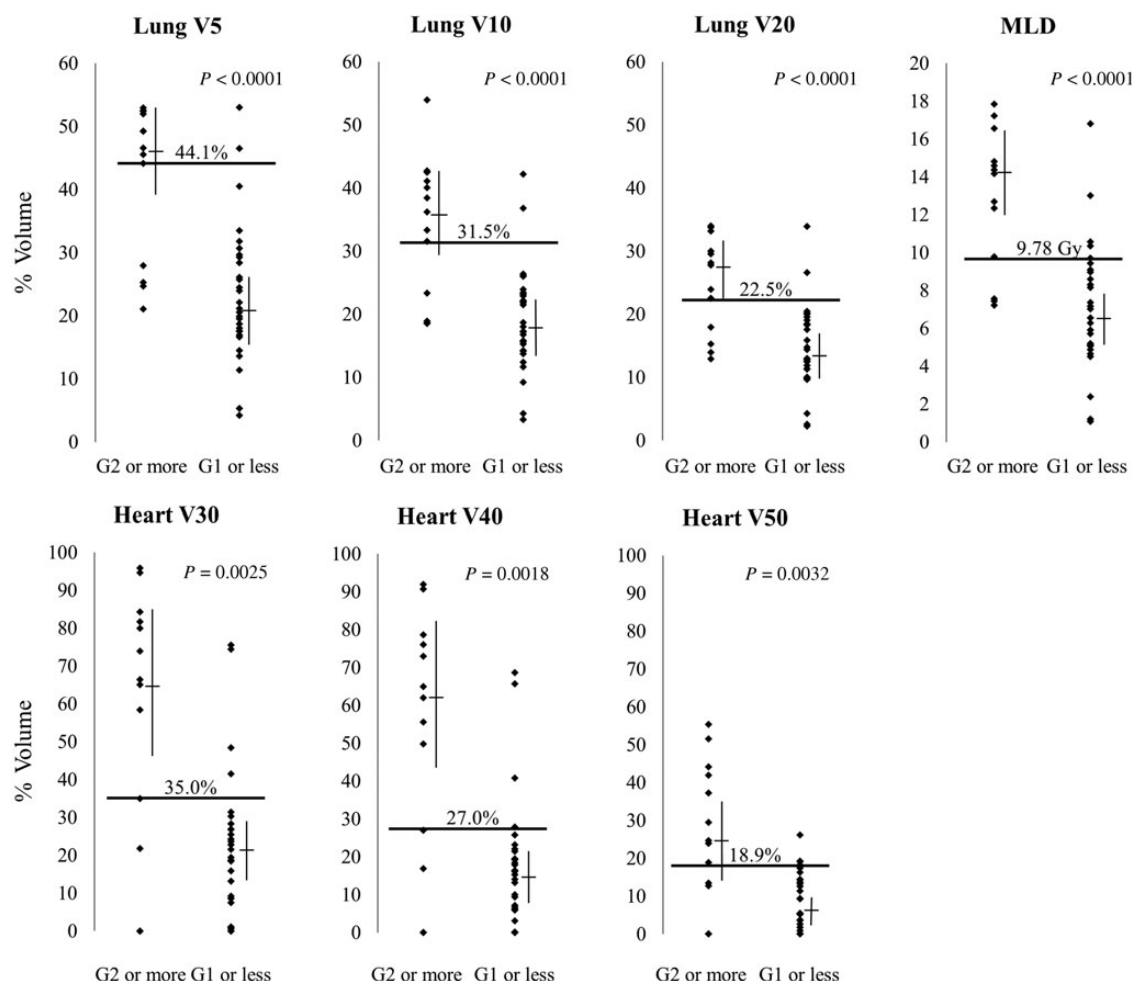 Lung V5
Lung V10
Lung V20
MLD
% Volume
60
50
40
30
20
10
0
P < 0.0001
44.1%
G2 or more G1 or less
60
50
40
30
20
10
0
P < 0.0001
31.5%
G2 or more G1 or less
60
50
40
30
20
10
0
P < 0.0001
22.5%
G2 or more G1 or less
20
18
16
14
12
10
8
6
4
2
0
P < 0.0001
9.78 Gy
G2 or more G1 or less
Heart V30
Heart V40
Heart V50
% Volume
100
90
80
70
60
50
40
30
20
10
0
P = 0.0025
35.0%
G2 or more G1 or less
100
90
80
70
60
50
40
30
20
10
0
P = 0.0018
27.0%
G2 or more G1 or less
100
90
80
70
60
50
40
30
20
10
0
P = 0.0032
18.9%
G2 or more G1 or less